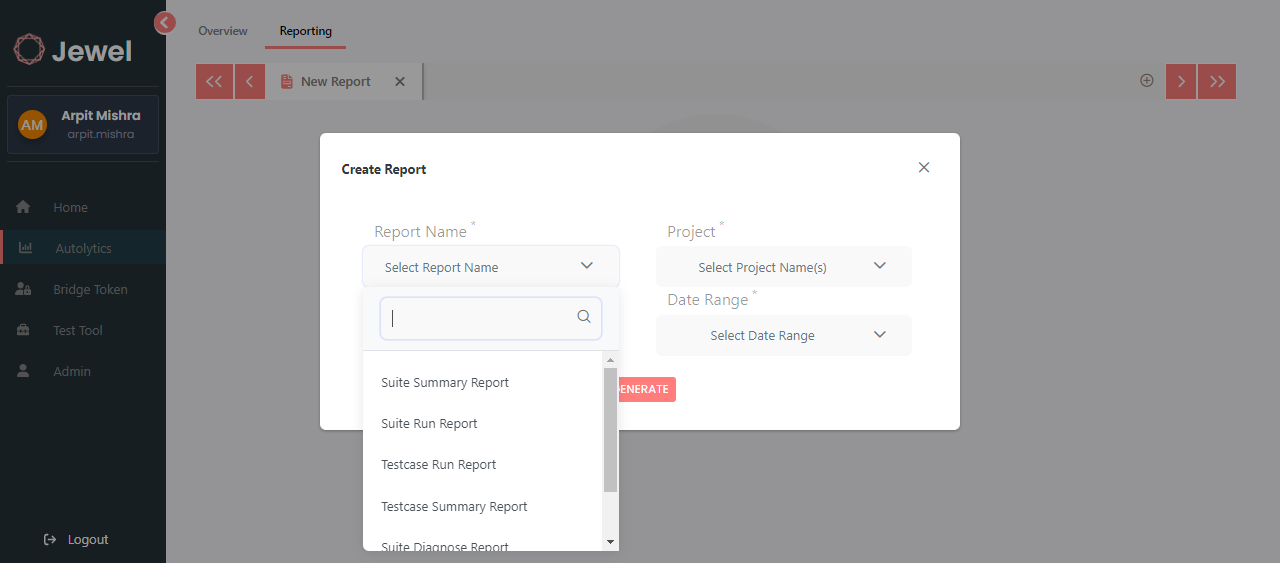 Jewel
AM
Arpit Mishra
arpit.mishra
Home
Autolytics
Bridge Token
Test Tool
Admin
Logout
Overview
Reporting
New Report
Create Report
Report Name *
Select Report Name
Suite Summary Report
Suite Run Report
Testcase Run Report
Testcase Summary Report
Suite Diagnose Report
Project *
Select Project Name(s)
Date Range *
Select Date Range
ENERATE